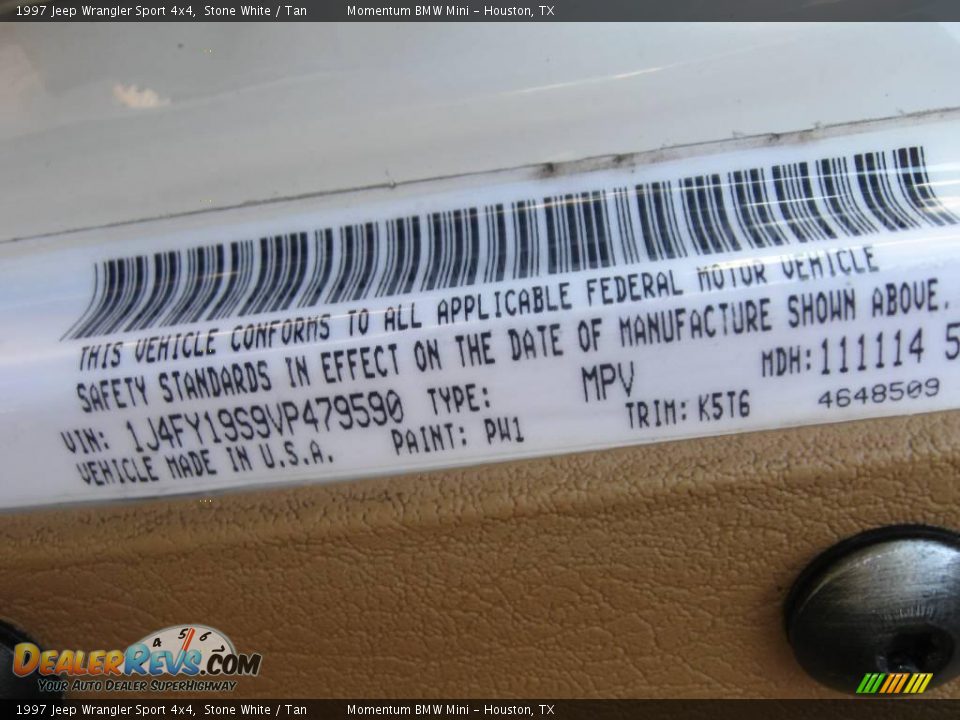 1997 Jeep Wrangler Sport 4x4, Stone White / Tan Momentum BMW Mini - Houston, TX
THIS VEHICLE CONFORMS TO ALL APPLICABLE FEDERAL MOTOR VEHICLE
SAFETY STANDARDS IN EFFECT ON THE DATE OF MANUFACTURE SHOWN ABOVE.
VIN: 1J4FY19S9VP479590 TYPE: MPV MDH: 111114 5
VEHICLE MADE IN U.S.A. PAINT: PW1 TRIM: K5T6 4648509
4 5 6
DEALERREVS.COM
YOUR AUTO DEALER SUPERHIGHWAY
1997 Jeep Wrangler Sport 4x4, Stone White / Tan Momentum BMW Mini - Houston, TX